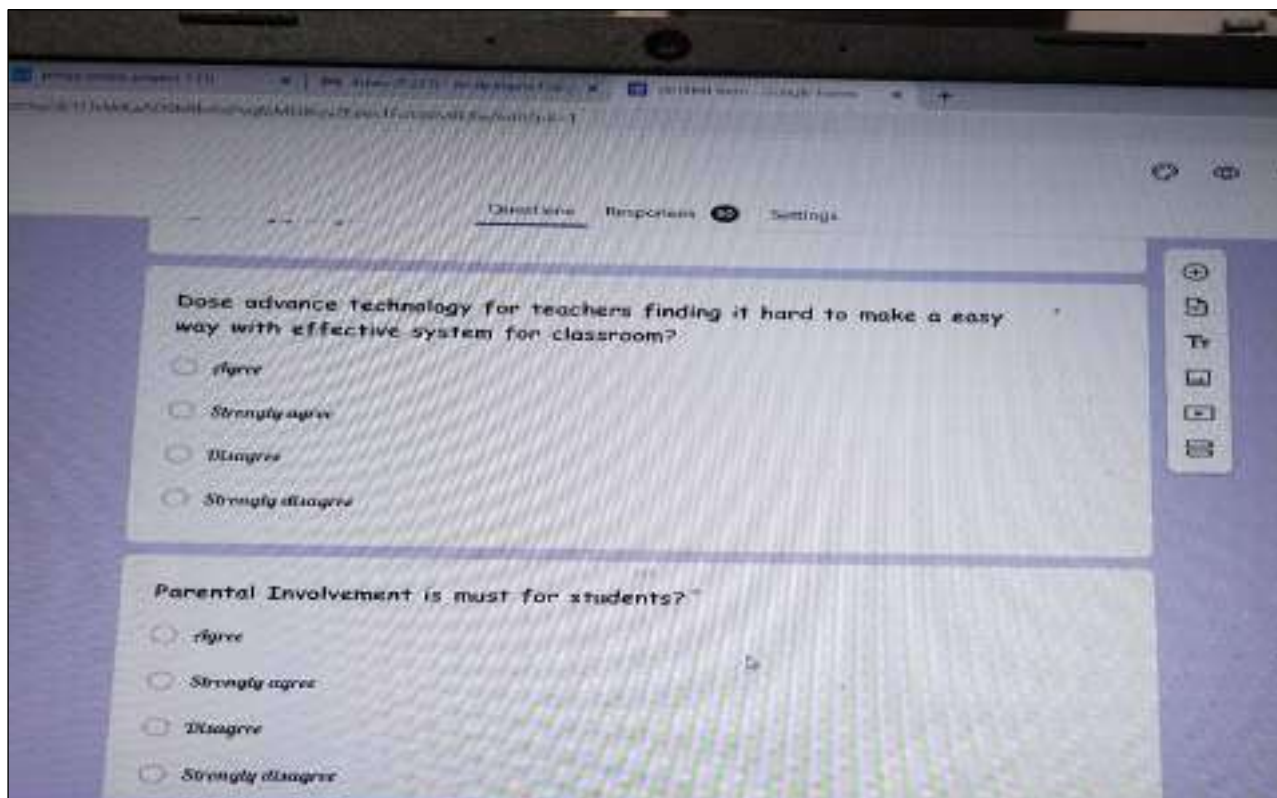 Questions Responses Settings
Dose advance technology for teachers finding it hard to make a easy
way with effective system for classroom?
Agree
Strongly agree
Disagree
Strongly disagree
Tт
Parental Involvement is must for students?
Agree
Strongly agree
Disagree
Strongly disagree